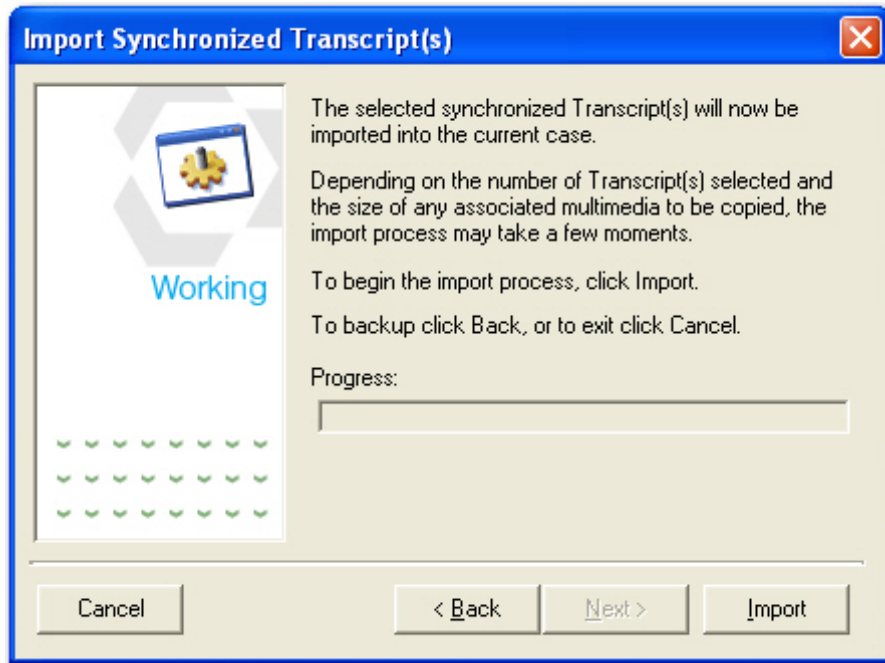 Import Synchronized Transcript(s)
The selected synchronized Transcript(s) will now be
imported into the current case.
Depending on the number of Transcript(s) selected and
the size of any associated multimedia to be copied, the
import process may take a few moments.
Working
To begin the import process, click Import.
To backup click Back, or to exit click Cancel.
Progress:
Cancel
< Back
Next >
Import